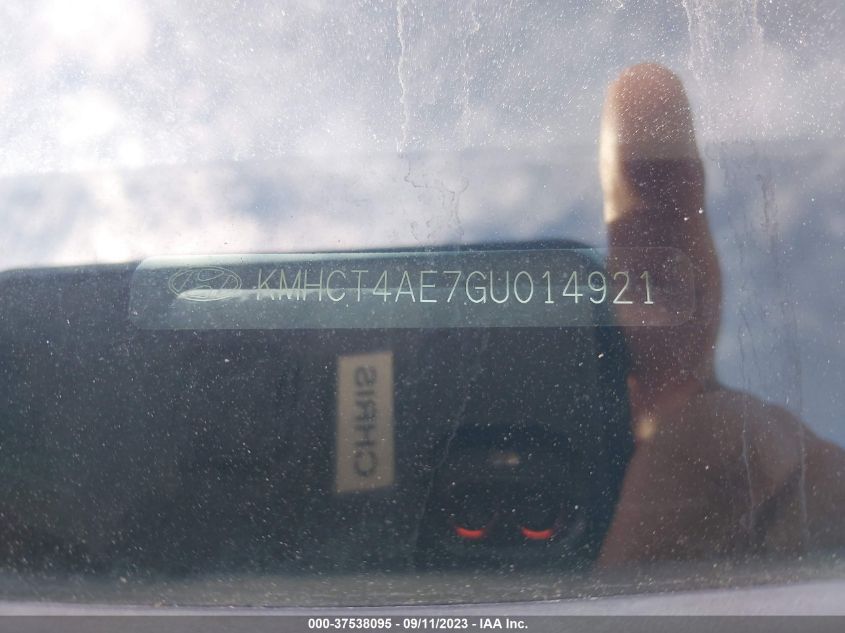 KMHCT4AE7GU014921
CHRIS
000-37538095 - 09/11/2023 - IAA Inc.